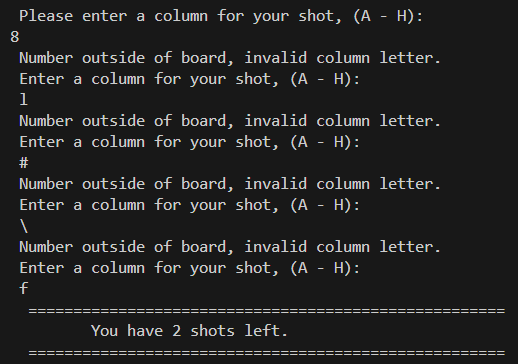 Please enter a column for your shot, (A - H):
8
Number outside of board, invalid column letter.
Enter a column for your shot, (A - H):
l
Number outside of board, invalid column letter.
Enter a column for your shot, (A - H):
#
Number outside of board, invalid column letter.
Enter a column for your shot, (A - H):
\
Number outside of board, invalid column letter.
Enter a column for your shot, (A - H):
f
=====================================================
You have 2 shots left.
=====================================================